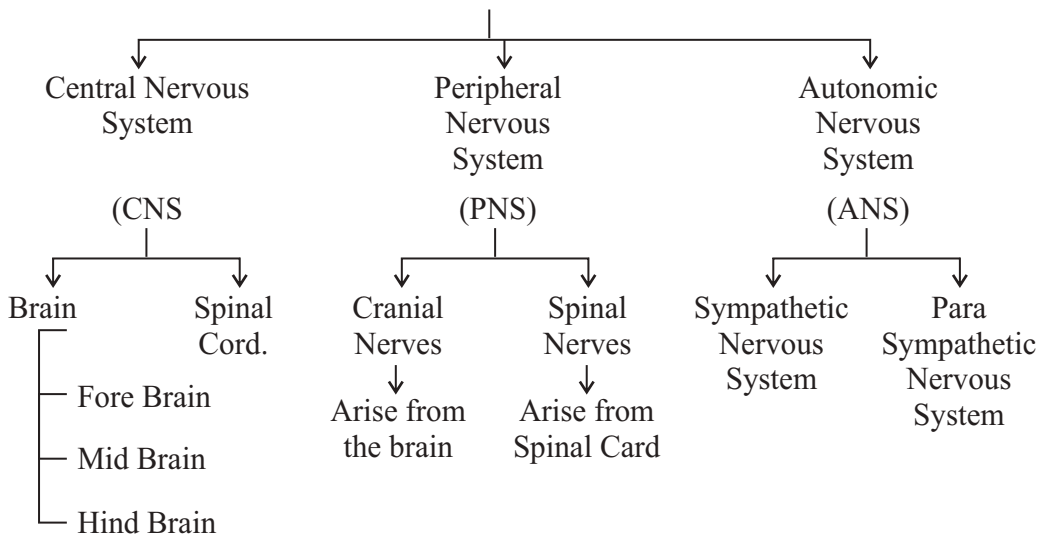 Central Nervous
System
(CNS
Peripheral
Nervous
System
(PNS)
Autonomic
Nervous
System
(ANS)
Brain
Fore Brain
Mid Brain
Hind Brain
Spinal
Cord.
Cranial
Nerves
Arise from
the brain
Spinal
Nerves
Arise from
Spinal Card
Sympathetic
Nervous
System
Para
Sympathetic
Nervous
System